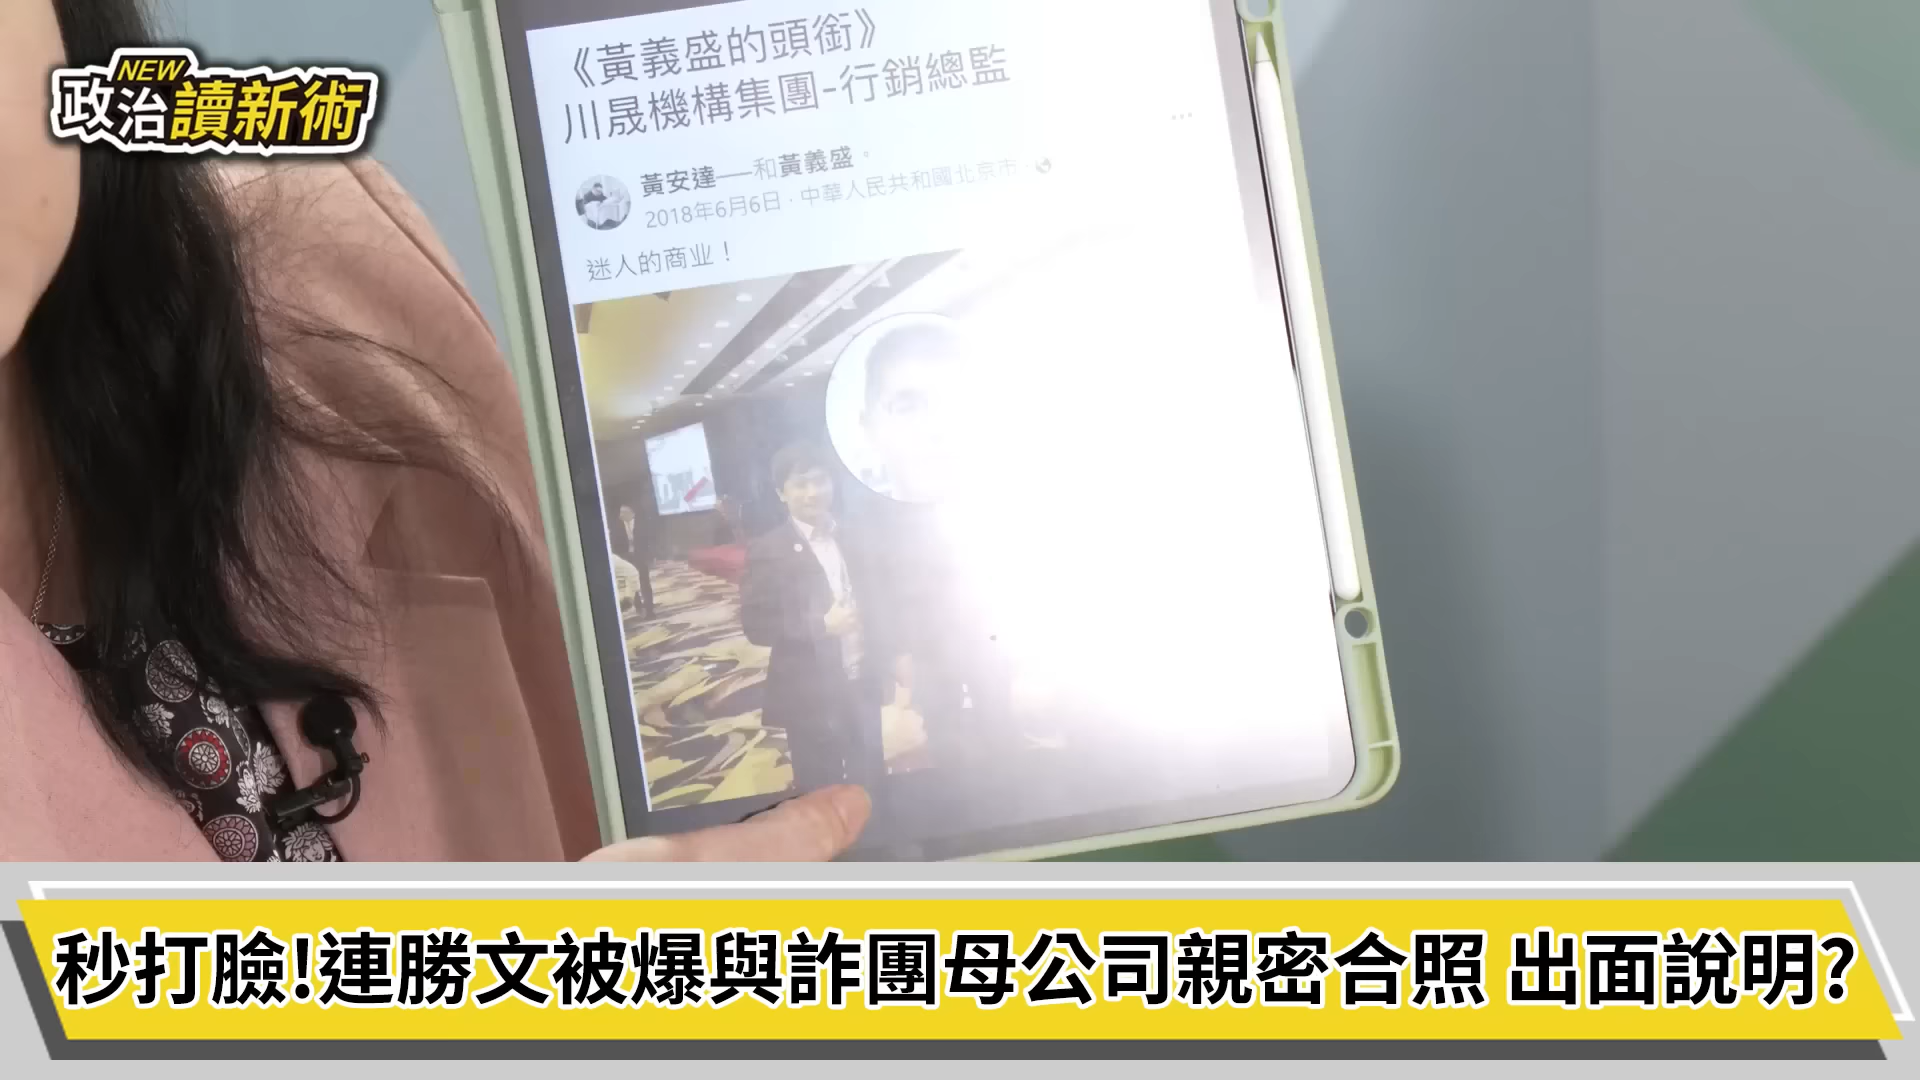 NEW
政治讀新術
《黃義盛的頭銜》
川晟機構集團-行銷總監
黃安達——和黃義盛。
2018年6月6日 · 中華人民共和國北京市 ·
迷人的商业！
秒打臉!連勝文被爆與詐團母公司親密合照 出面說明?